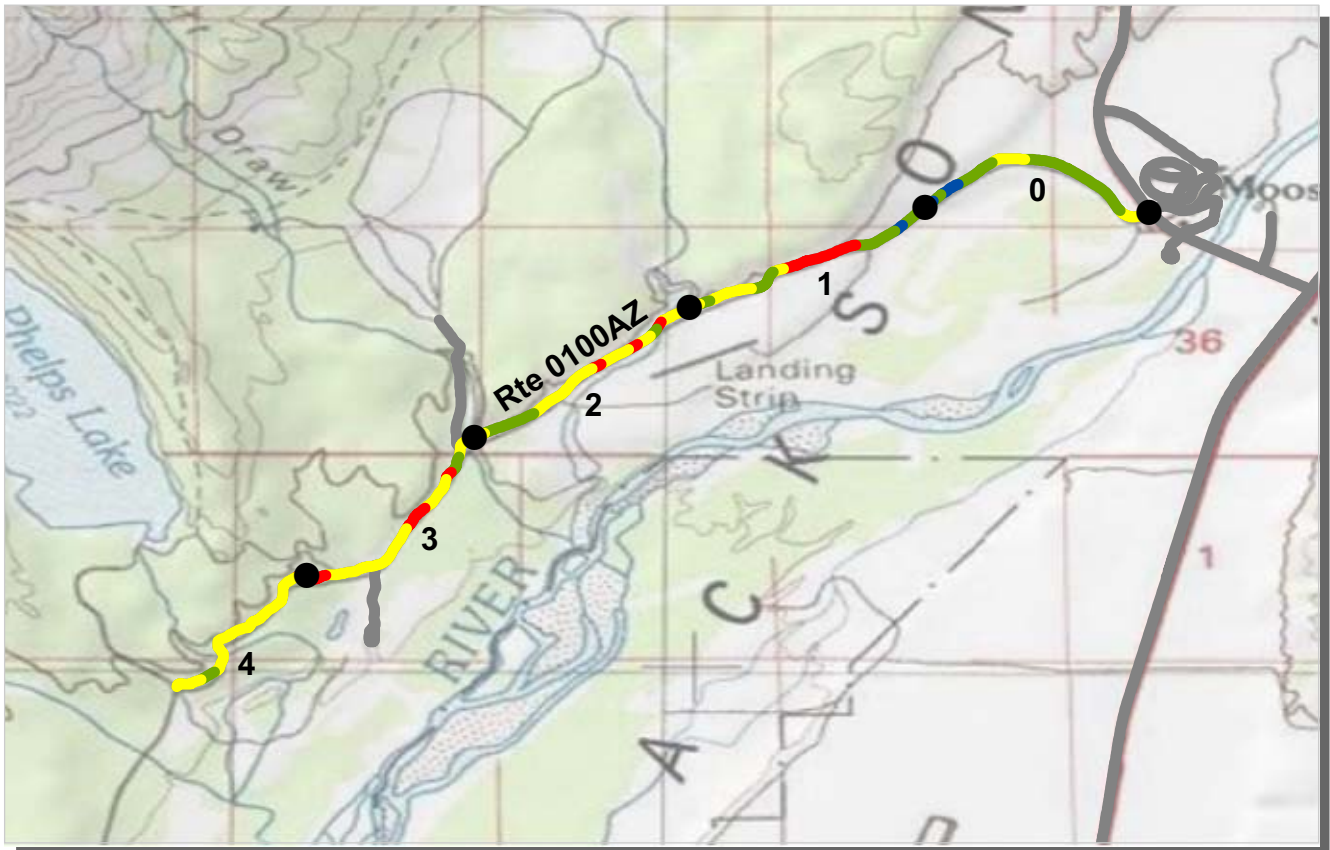 N
Draw
O
Moos
0
1
S
36
Phelps Lake
Rte 0100AZ
Landing
Strip
2
K
3
1
C
RIVER
4
A